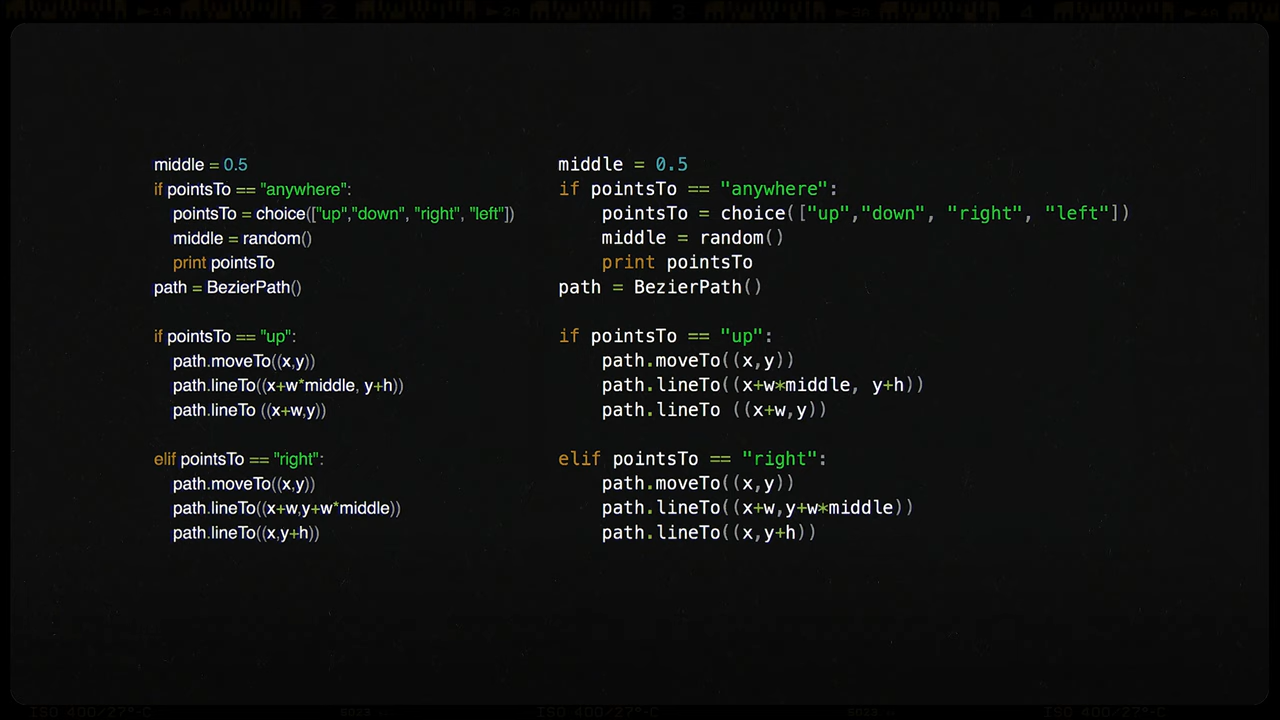 middle = 0.5
if pointsTo == "anywhere":
    pointsTo = choice(["up","down", "right", "left"])
    middle = random()
    print pointsTo
path = BezierPath()
if pointsTo == "up":
    path.moveTo((x,y))
    path.lineTo((x+w*middle, y+h))
    path.lineTo ((x+w,y))
elif pointsTo == "right":
    path.moveTo((x,y))
    path.lineTo((x+w,y+w*middle))
    path.lineTo((x,y+h))
middle = 0.5
if pointsTo == "anywhere":
    pointsTo = choice(["up","down", "right", "left"])
    middle = random()
    print pointsTo
path = BezierPath()
if pointsTo == "up":
    path.moveTo((x,y))
    path.lineTo((x+w*middle, y+h))
    path.lineTo ((x+w,y))
elif pointsTo == "right":
    path.moveTo((x,y))
    path.lineTo((x+w,y+w*middle))
    path.lineTo((x,y+h))